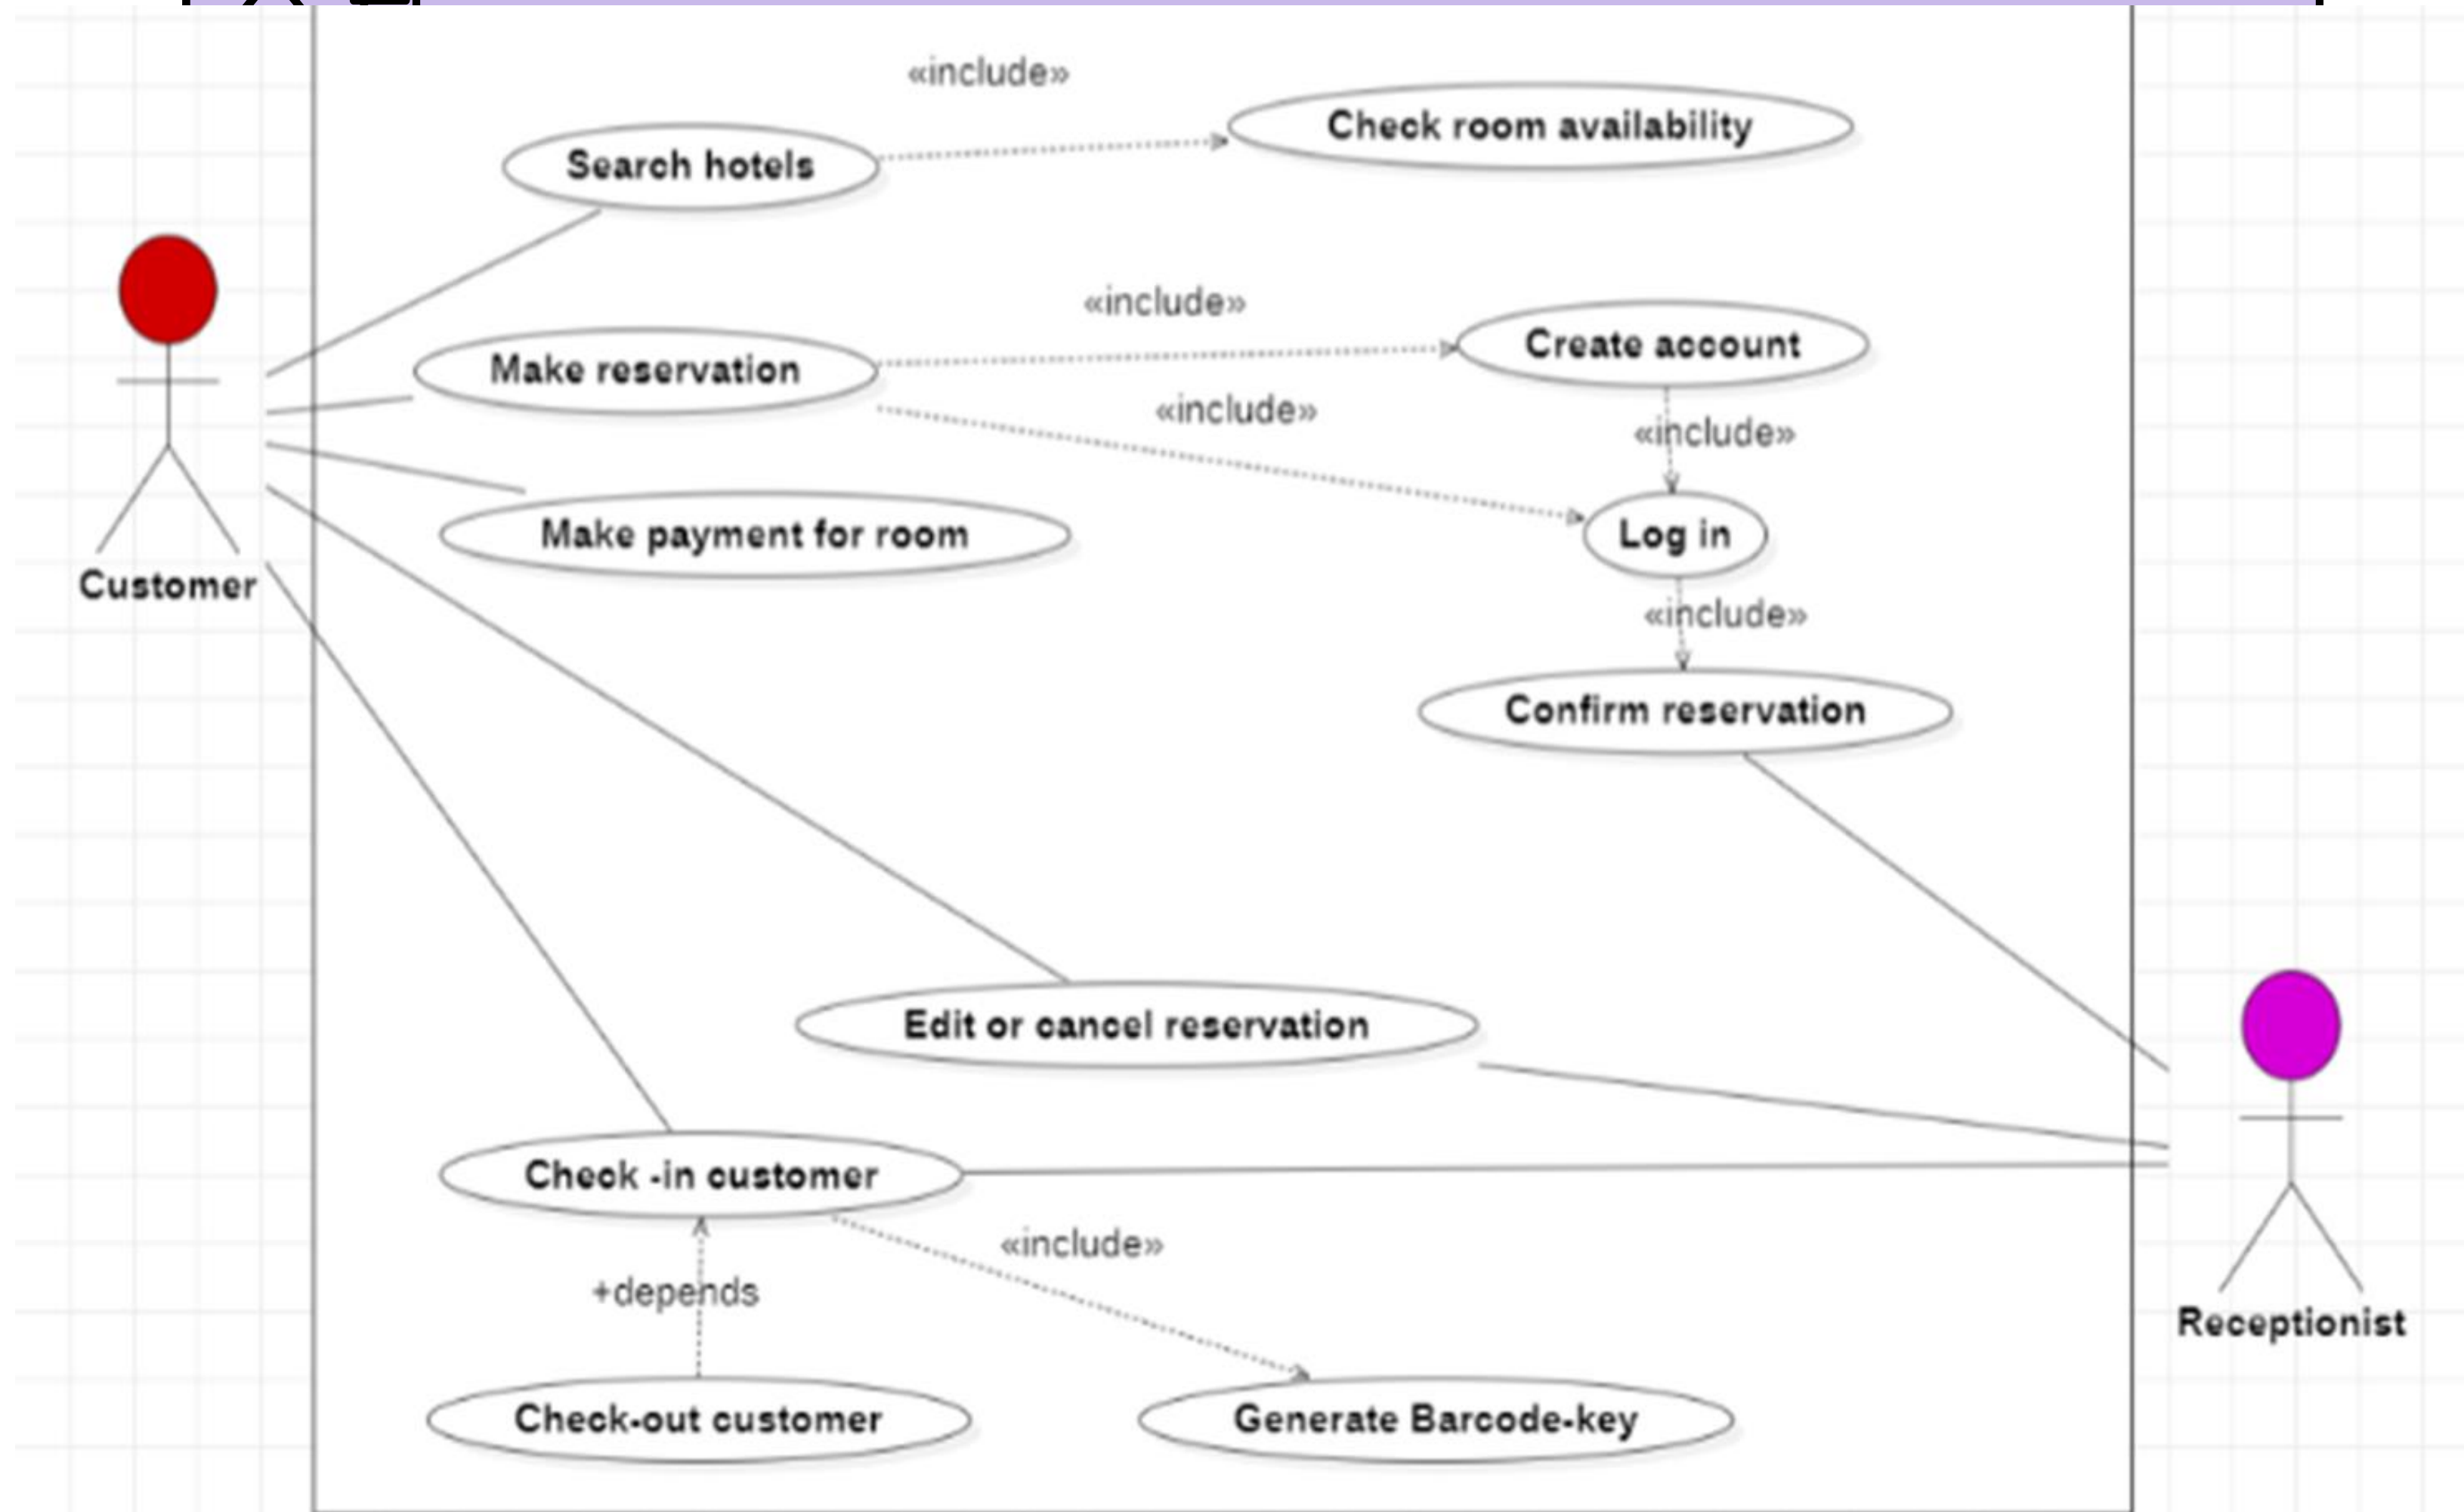 «include»
Check room availability
Search hotels
«include»
Create account
Make reservation
«include»
«include»
Make payment for room
Log in
Customer
«include»
Confirm reservation
Edit or cancel reservation
Check -in customer
«include»
+depends
Receptionist
Check-out customer
Generate Barcode-key